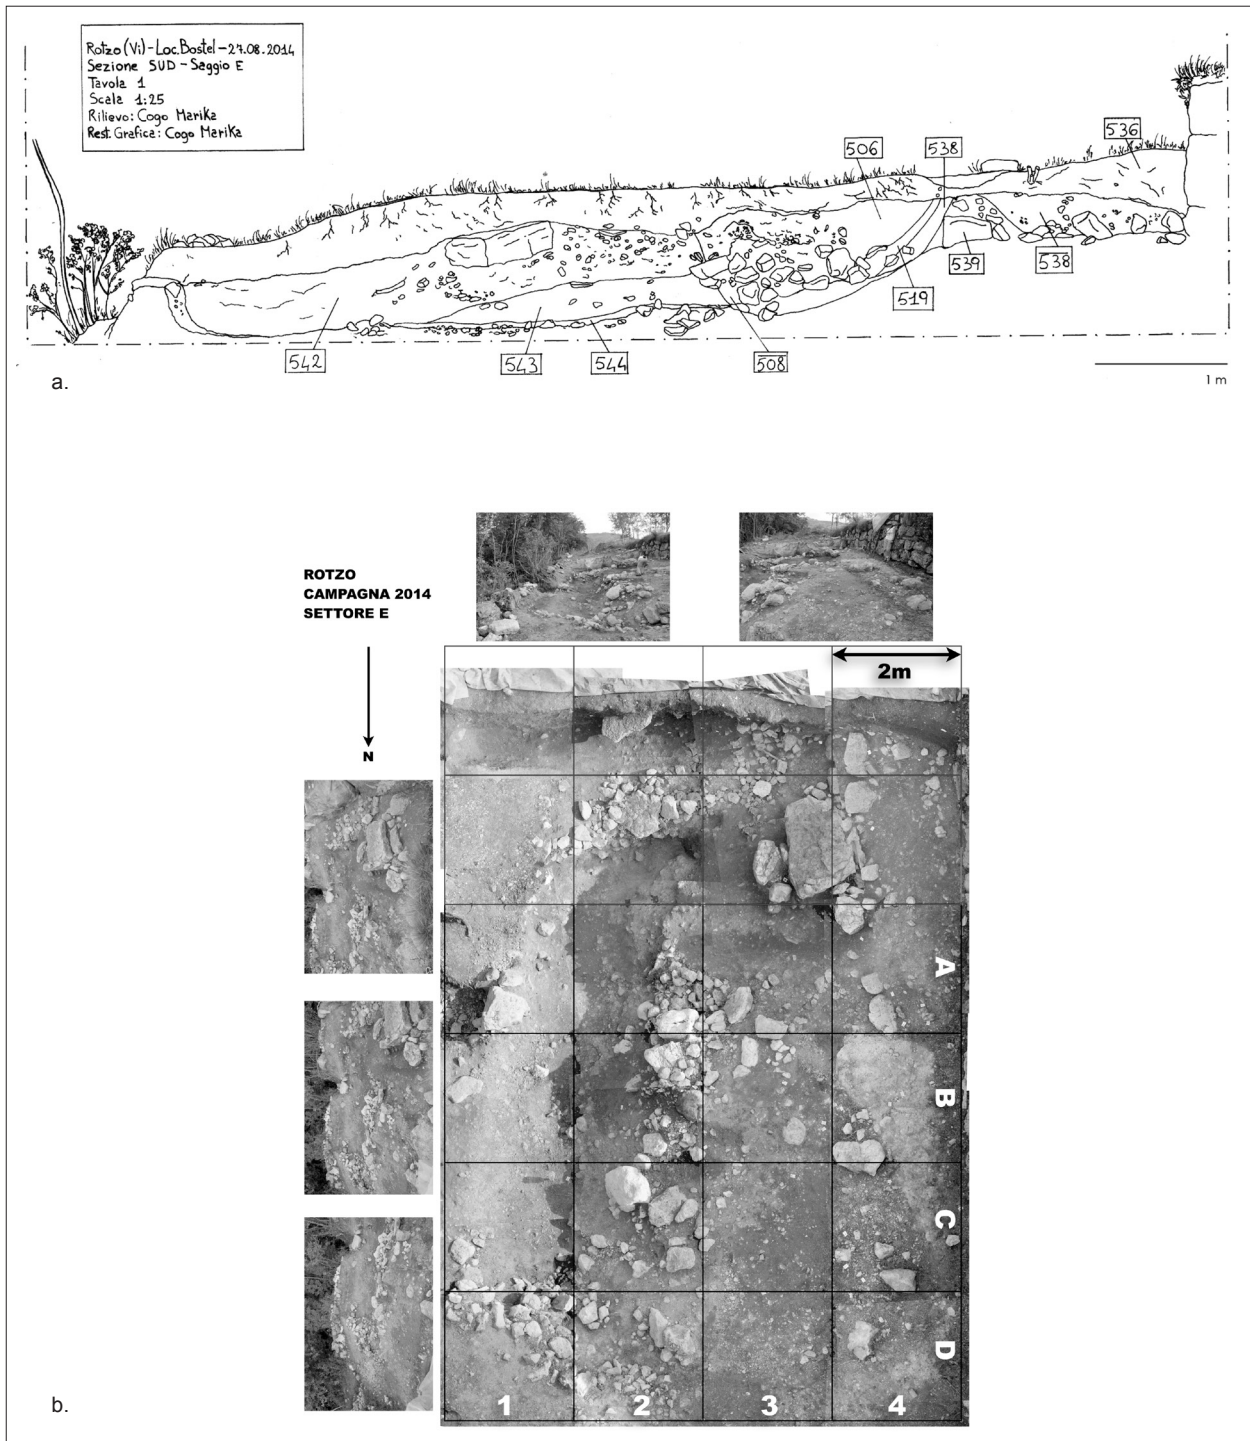 Rotzo (Vi) - Loc. Bostel - 27.08.2014
Sezione SUD - Saggio E
Tavola 1
Scala 1:25
Rilievo: Cogo Marika
Rest. Grafica: Cogo Marika
536
506
538
539
538
519
542
543
544
508
1 m
a.
ROTZO
CAMPAGNA 2014
SETTORE E
N
2m
A
B
C
D
1
2
3
4
b.